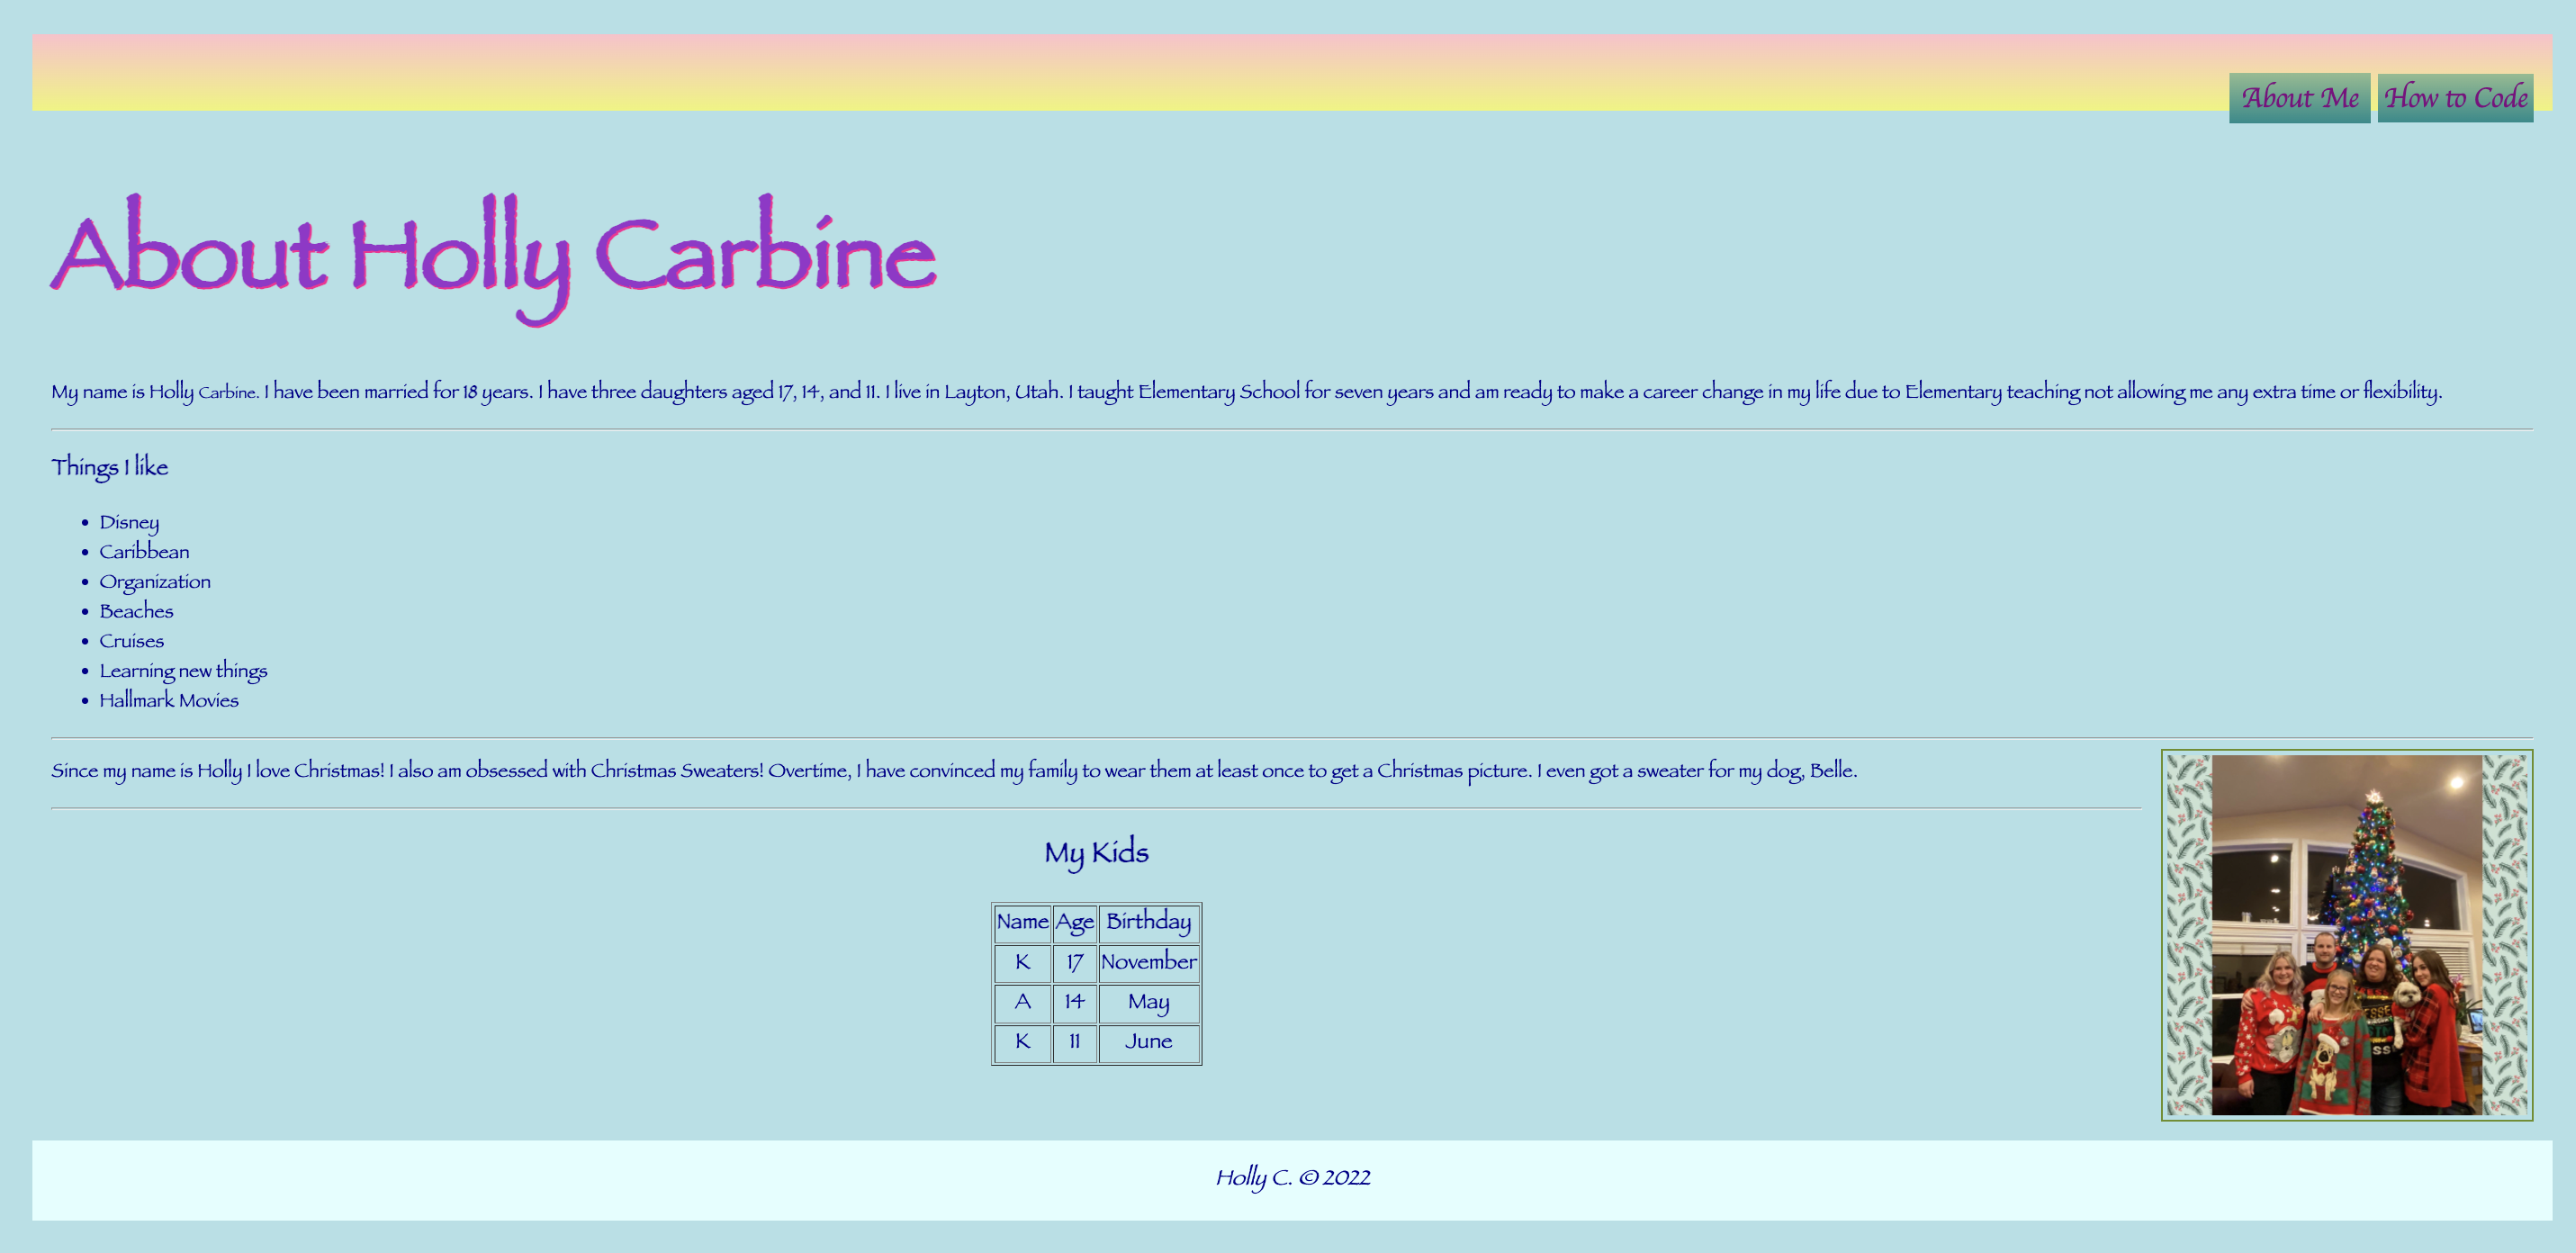 About Me How to Code
About Holly Carbine
My name is Holly Carbine. I have been married for 18 years. I have three daughters aged 17, 14, and 11. I live in Layton, Utah. I taught Elementary School for seven years and am ready to make a career change in my life due to Elementary teaching not allowing me any extra time or flexibility.
Things I like
• Disney
• Caribbean
• Organization
• Beaches
• Cruises
• Learning new things
• Hallmark Movies
Since my name is Holly I love Christmas! I also am obsessed with Christmas Sweaters! Overtime, I have convinced my family to wear them at least once to get a Christmas picture. I even got a sweater for my dog, Belle.
My Kids
Name Age Birthday
K 17 November
A 14 May
K 11 June
Holly C. © 2022